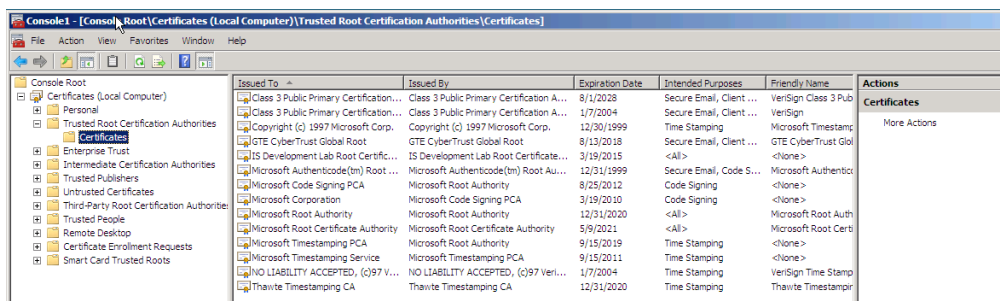 Console1 - [Console Root\Certificates (Local Computer)\Trusted Root Certification Authorities\Certificates]
File Action View Favorites Window Help
Console Root
Certificates (Local Computer)
Personal
Trusted Root Certification Authorities
Certificates
Enterprise Trust
Intermediate Certification Authorities
Trusted Publishers
Untrusted Certificates
Third-Party Root Certification Authorities
Trusted People
Remote Desktop
Certificate Enrollment Requests
Smart Card Trusted Roots
Issued To Issued By Expiration Date Intended Purposes Friendly Name
Class 3 Public Primary Certification... Class 3 Public Primary Certification A... 8/1/2028 Secure Email, Client ... VeriSign Class 3 Pub
Class 3 Public Primary Certification... Class 3 Public Primary Certification A... 1/7/2004 Secure Email, Client ... VeriSign
Copyright (c) 1997 Microsoft Corp. Copyright (c) 1997 Microsoft Corp. 12/30/1999 Time Stamping Microsoft Timestamp
GTE CyberTrust Global Root GTE CyberTrust Global Root 8/13/2018 Secure Email, Client ... GTE CyberTrust Glol
IS Development Lab Root Certific... IS Development Lab Root Certificate... 3/19/2015 <All> <None>
Microsoft Authenticode(tm) Root ... Microsoft Authenticode(tm) Root Au... 12/31/1999 Secure Email, Code S... Microsoft Authentic
Microsoft Code Signing PCA Microsoft Root Authority 8/25/2012 Code Signing <None>
Microsoft Corporation Microsoft Code Signing PCA 3/19/2010 Code Signing <None>
Microsoft Root Authority Microsoft Root Authority 12/31/2020 <All> Microsoft Root Auth
Microsoft Root Certificate Authority Microsoft Root Certificate Authority 5/9/2021 <All> Microsoft Root Certi
Microsoft Timestamping PCA Microsoft Root Authority 9/15/2019 Time Stamping <None>
Microsoft Timestamping Service Microsoft Timestamping PCA 9/15/2011 Time Stamping <None>
NO LIABILITY ACCEPTED, (c)97 V... NO LIABILITY ACCEPTED, (c)97 Veri... 1/7/2004 Time Stamping VeriSign Time Stamp
Thawte Timestamping CA Thawte Timestamping CA 12/31/2020 Time Stamping Thawte Timestampir
Actions
Certificates
More Actions